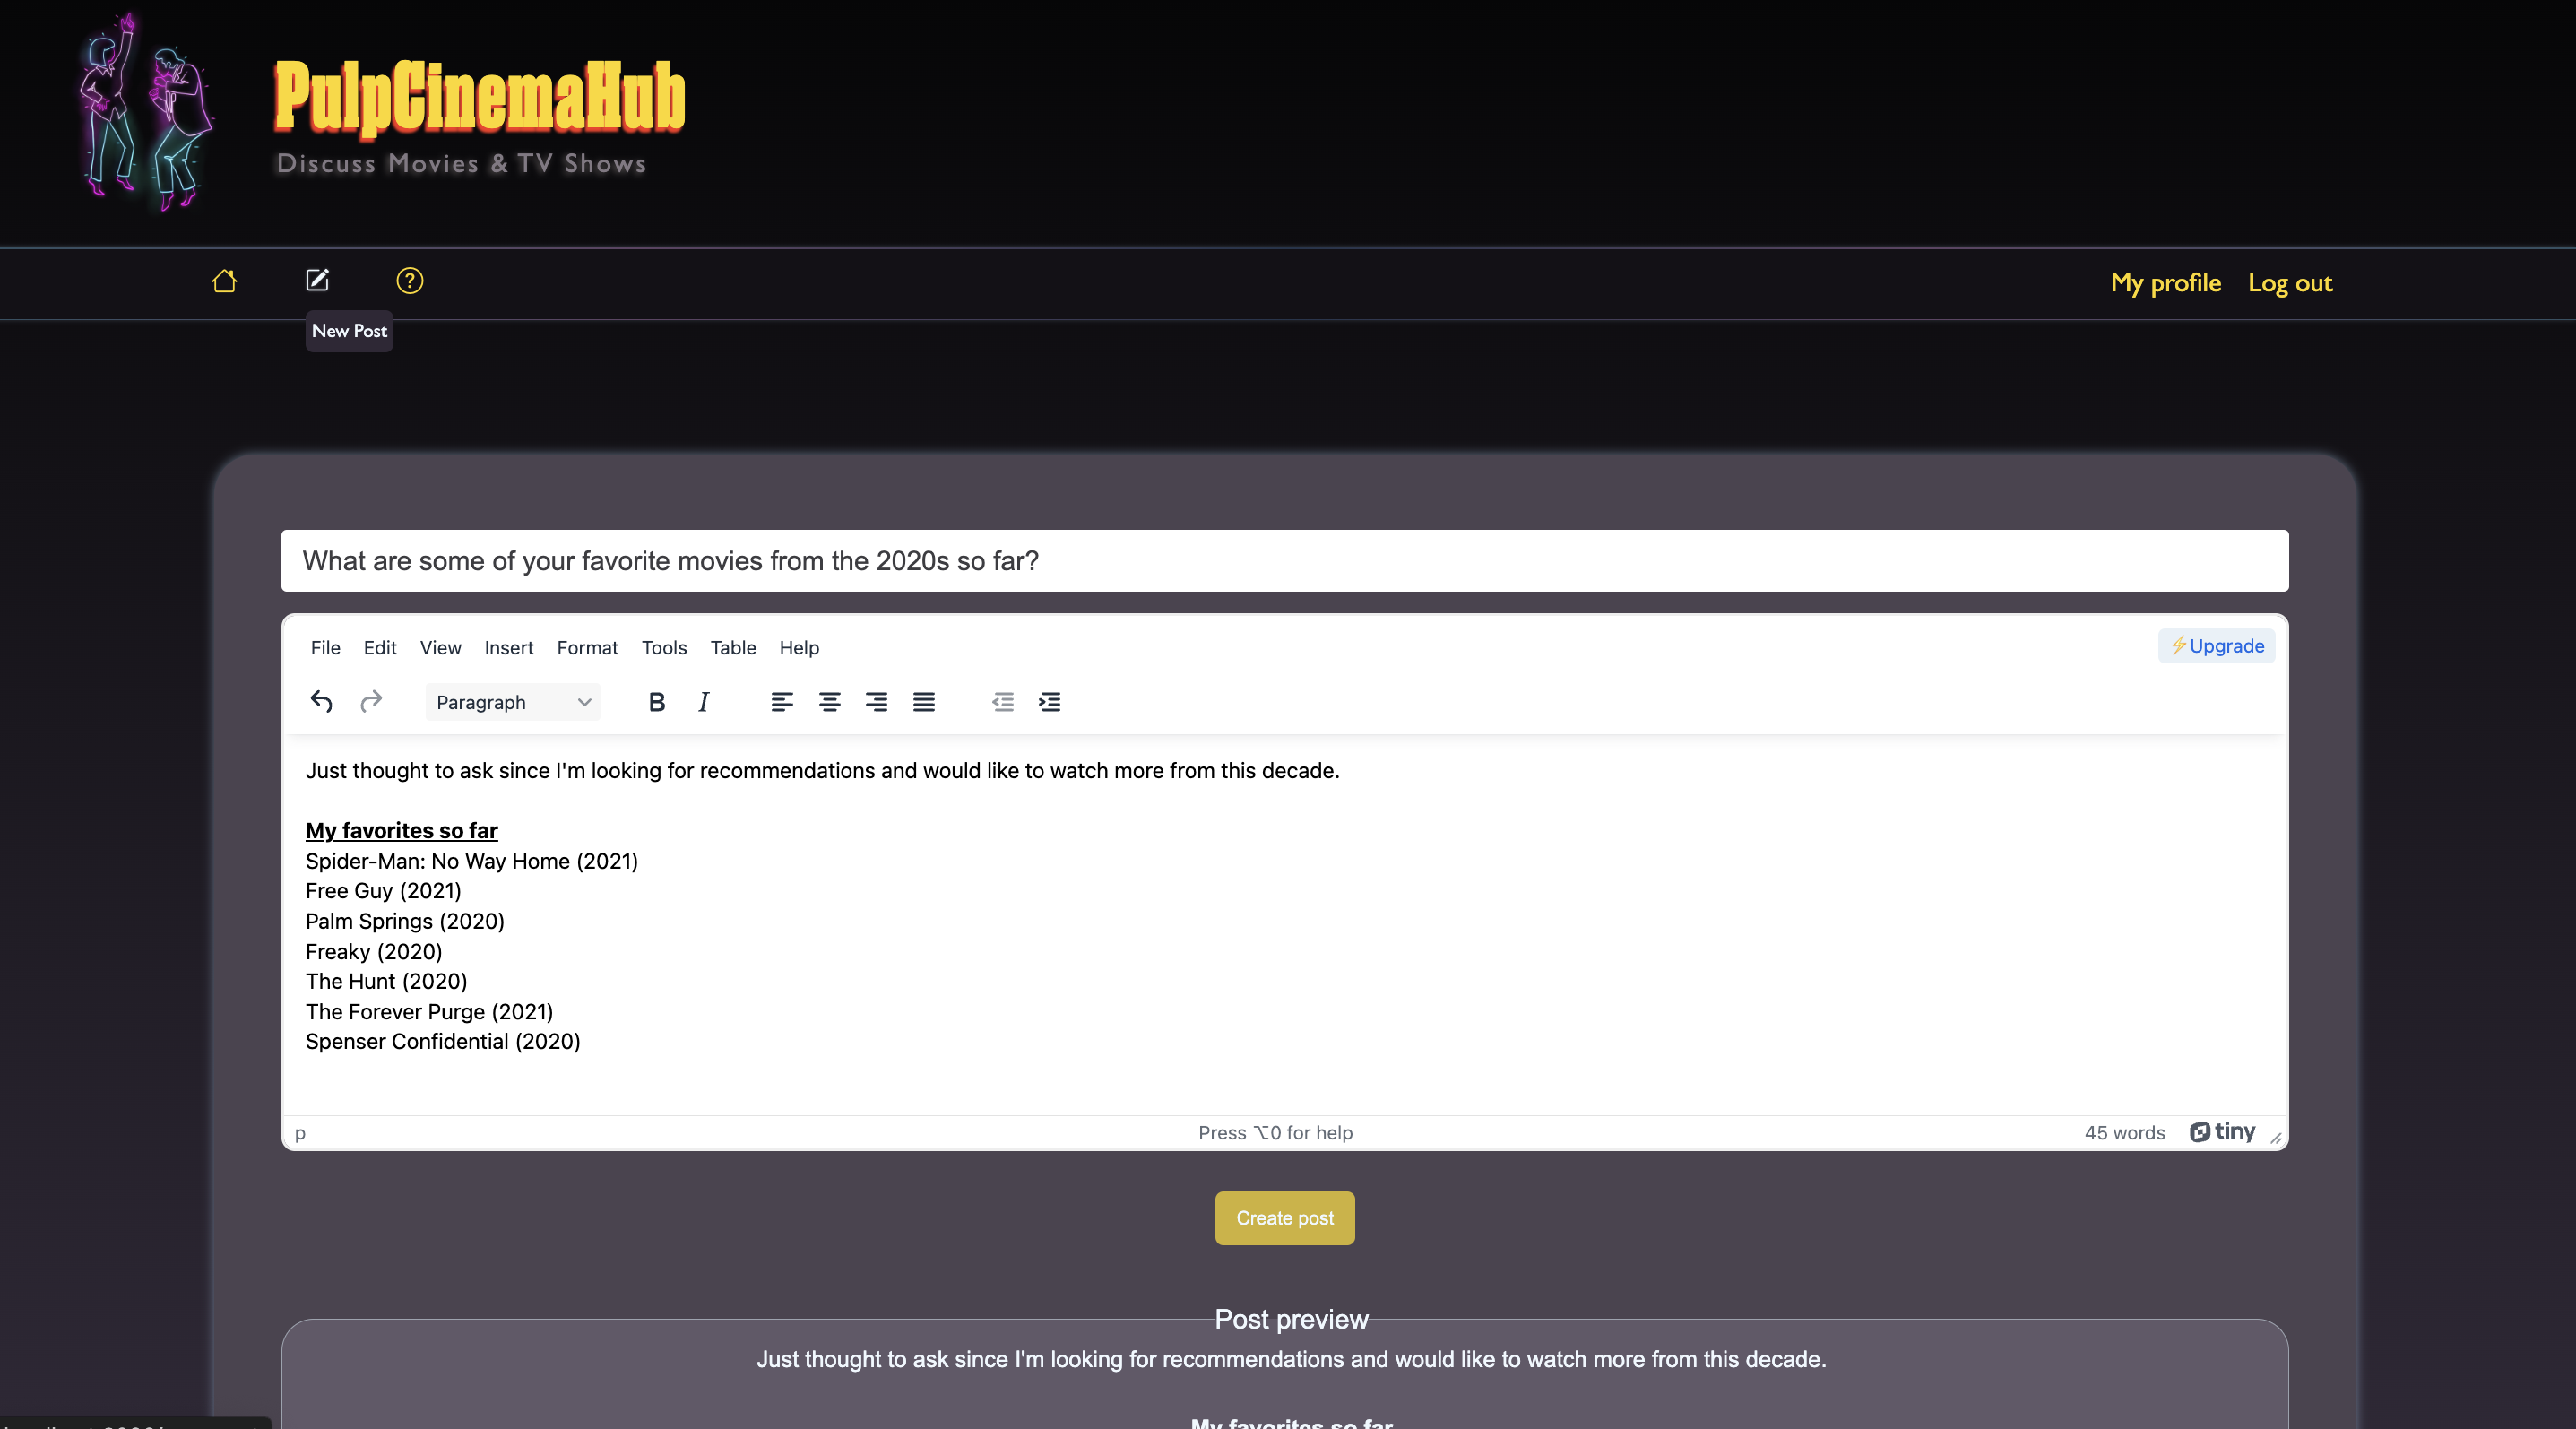 PulpCinemaHub
Discuss Movies & TV Shows
My profile Log out
New Post
What are some of your favorite movies from the 2020s so far?
File Edit View Insert Format Tools Table Help
⚡Upgrade
Paragraph B I
Just thought to ask since I'm looking for recommendations and would like to watch more from this decade.
My favorites so far
Spider-Man: No Way Home (2021)
Free Guy (2021)
Palm Springs (2020)
Freaky (2020)
The Hunt (2020)
The Forever Purge (2021)
Spenser Confidential (2020)
p Press ⌥0 for help 45 words tiny
Create post
Post preview
Just thought to ask since I'm looking for recommendations and would like to watch more from this decade.
My favorites so far